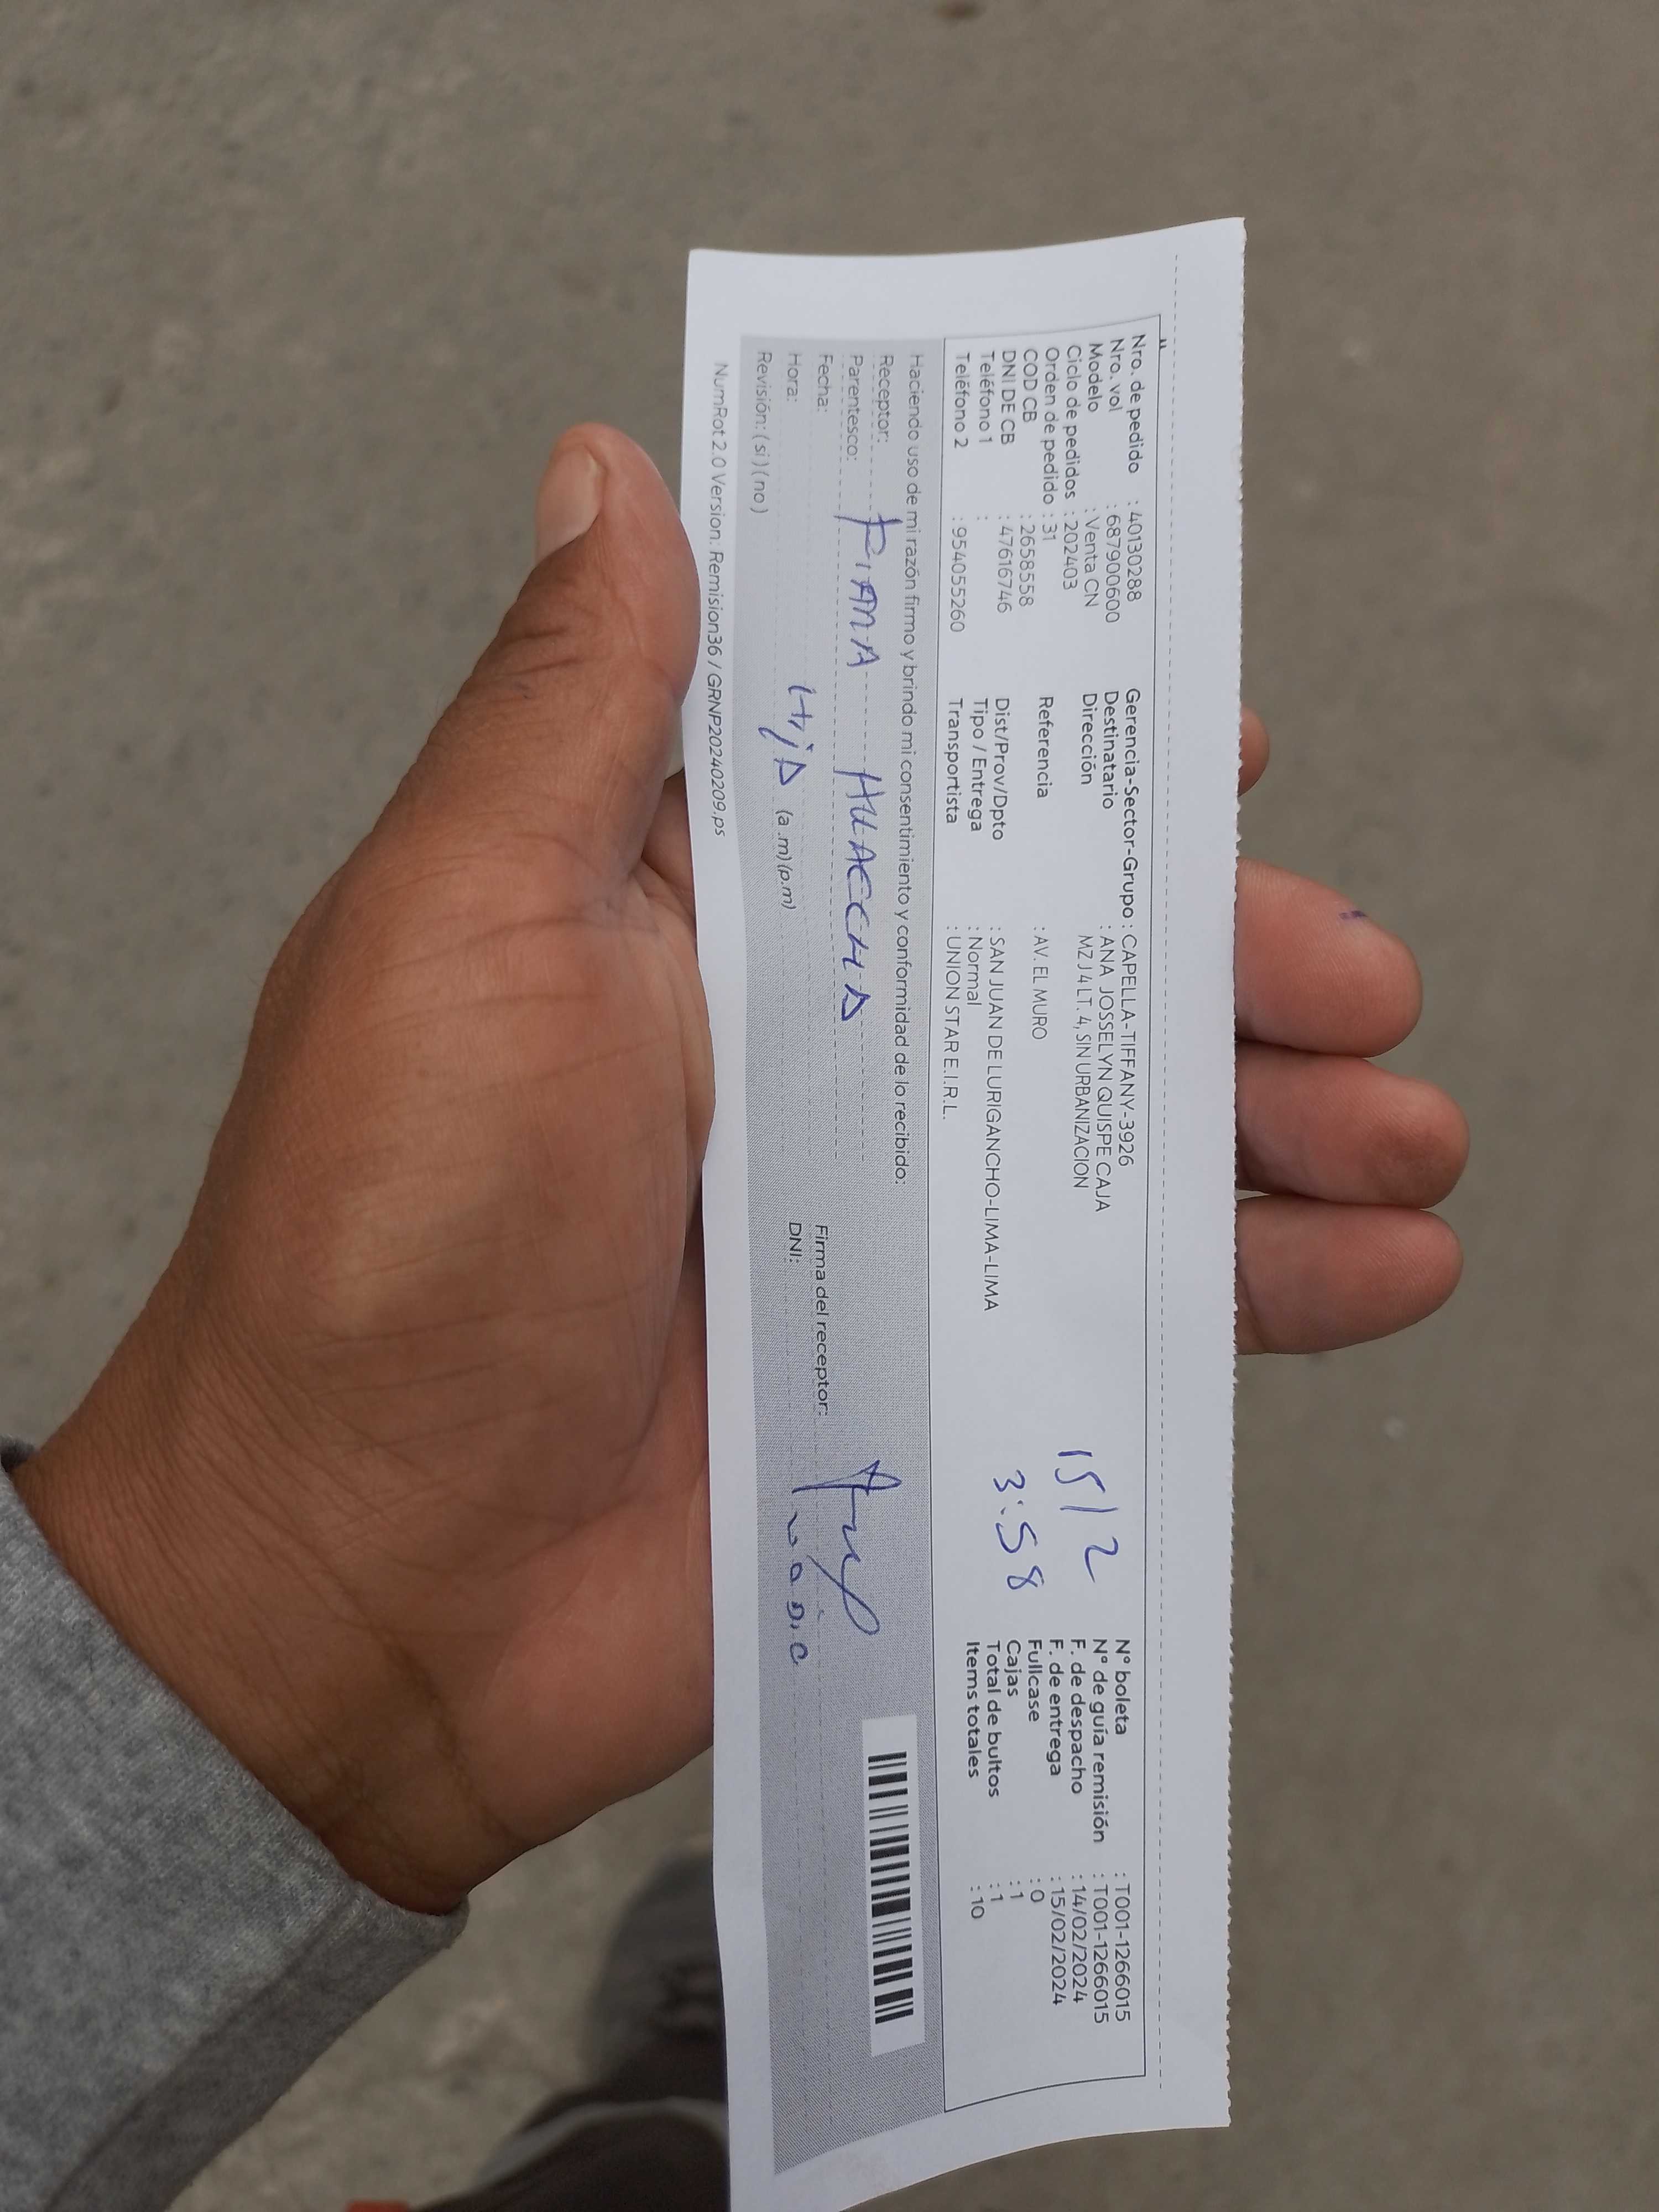 Nro. de pedido : 40130288
Nro. vol : 687900600
Modelo : Venta CN
Ciclo de pedidos : 202403
Orden de pedido : 31
COD CB : 2658558
DNI DE CB : 47616746
Teléfono 1 :
Teléfono 2 : 954055260
Gerencia-Sector-Grupo : CAPELLA-TIFFANY-3926
Destinatario : ANA JOSSELYN QUISPE CAJA
Dirección MZ J 4 LT. 4, SIN URBANIZACION
Referencia : AV. EL MURO
Dist/Prov/Dpto : SAN JUAN DE LURIGANCHO-LIMA-LIMA
Tipo / Entrega : Normal
Transportista : UNION STAR E.I.R.L.
15/2
3:58
N° boleta : T001-1266015
N° de guía remisión : T001-1266015
F. de despacho : 14/02/2024
F. de entrega : 15/02/2024
Fullcase : 0
Cajas : 1
Total de bultos : 1
Items totales : 10
Haciendo uso de mi razón firmo y brindo mi consentimiento y conformidad de lo recibido:
Receptor:
Parentesco: HUACCHA
Fecha:
Hora: Hija (a.m)(p.m)
Revisión: ( si ) ( no )
Firma del receptor:
DNI:
NumRot 2.0 Version: Remision36 / GRNP20240209.ps